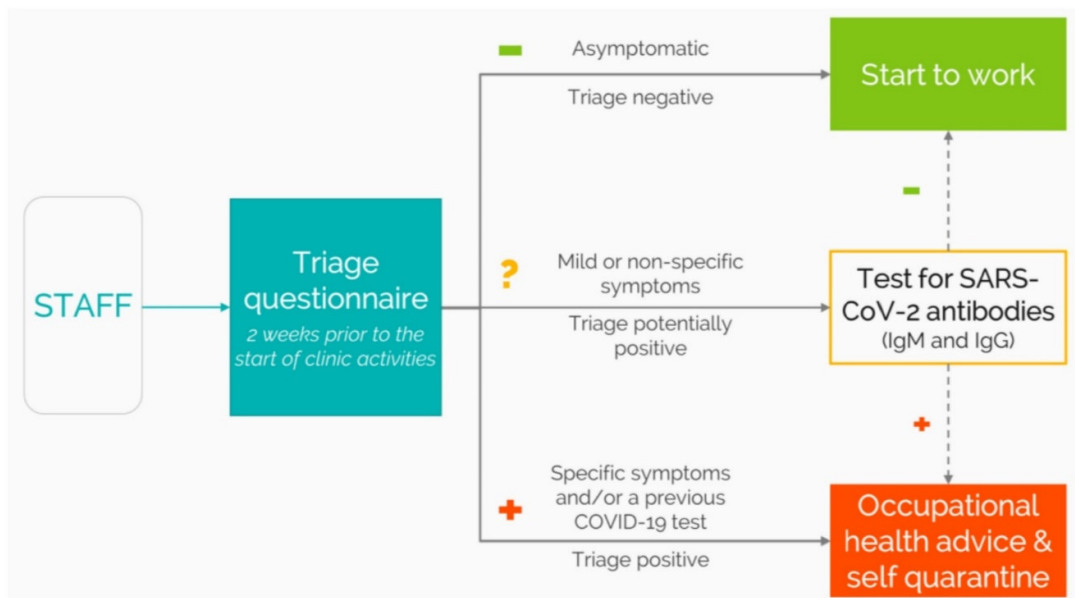 STAFF
Triage
questionnaire
2 weeks prior to the
start of clinic activities
-
Asymptomatic
Triage negative
Start to work
-
?
Mild or non-specific
symptoms
Triage potentially
positive
Test for SARS-
CoV-2 antibodies
(IgM and IgG)
+
+
Specific symptoms
and/or a previous
COVID-19 test
Triage positive
Occupational
health advice &
self quarantine